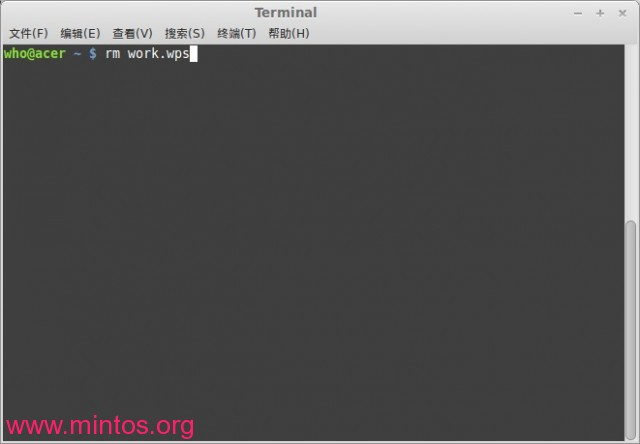 Terminal
文件(F) 编辑(E) 查看(V) 搜索(S) 终端(T) 帮助(H)
who@acer ~ $ rm work.wps
www.mintos.org